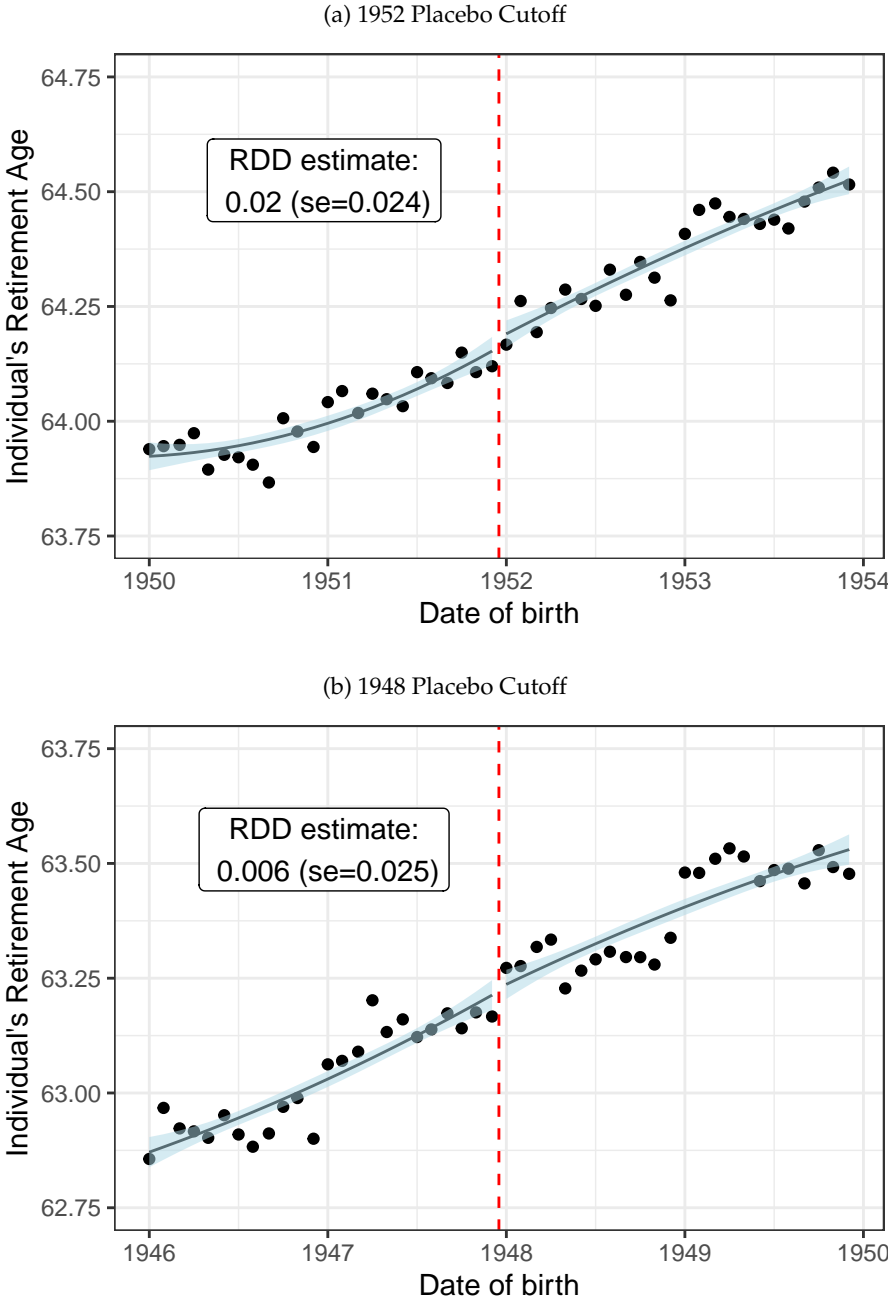 (a) 1952 Placebo Cutoff
64.75
64.50
64.25
64.00
63.75
Individual's Retirement Age
RDD estimate:
0.02 (se=0.024)
1950 1951 1952 1953 1954
Date of birth
(b) 1948 Placebo Cutoff
63.75
63.50
63.25
63.00
62.75
Individual's Retirement Age
RDD estimate:
0.006 (se=0.025)
1946 1947 1948 1949 1950
Date of birth